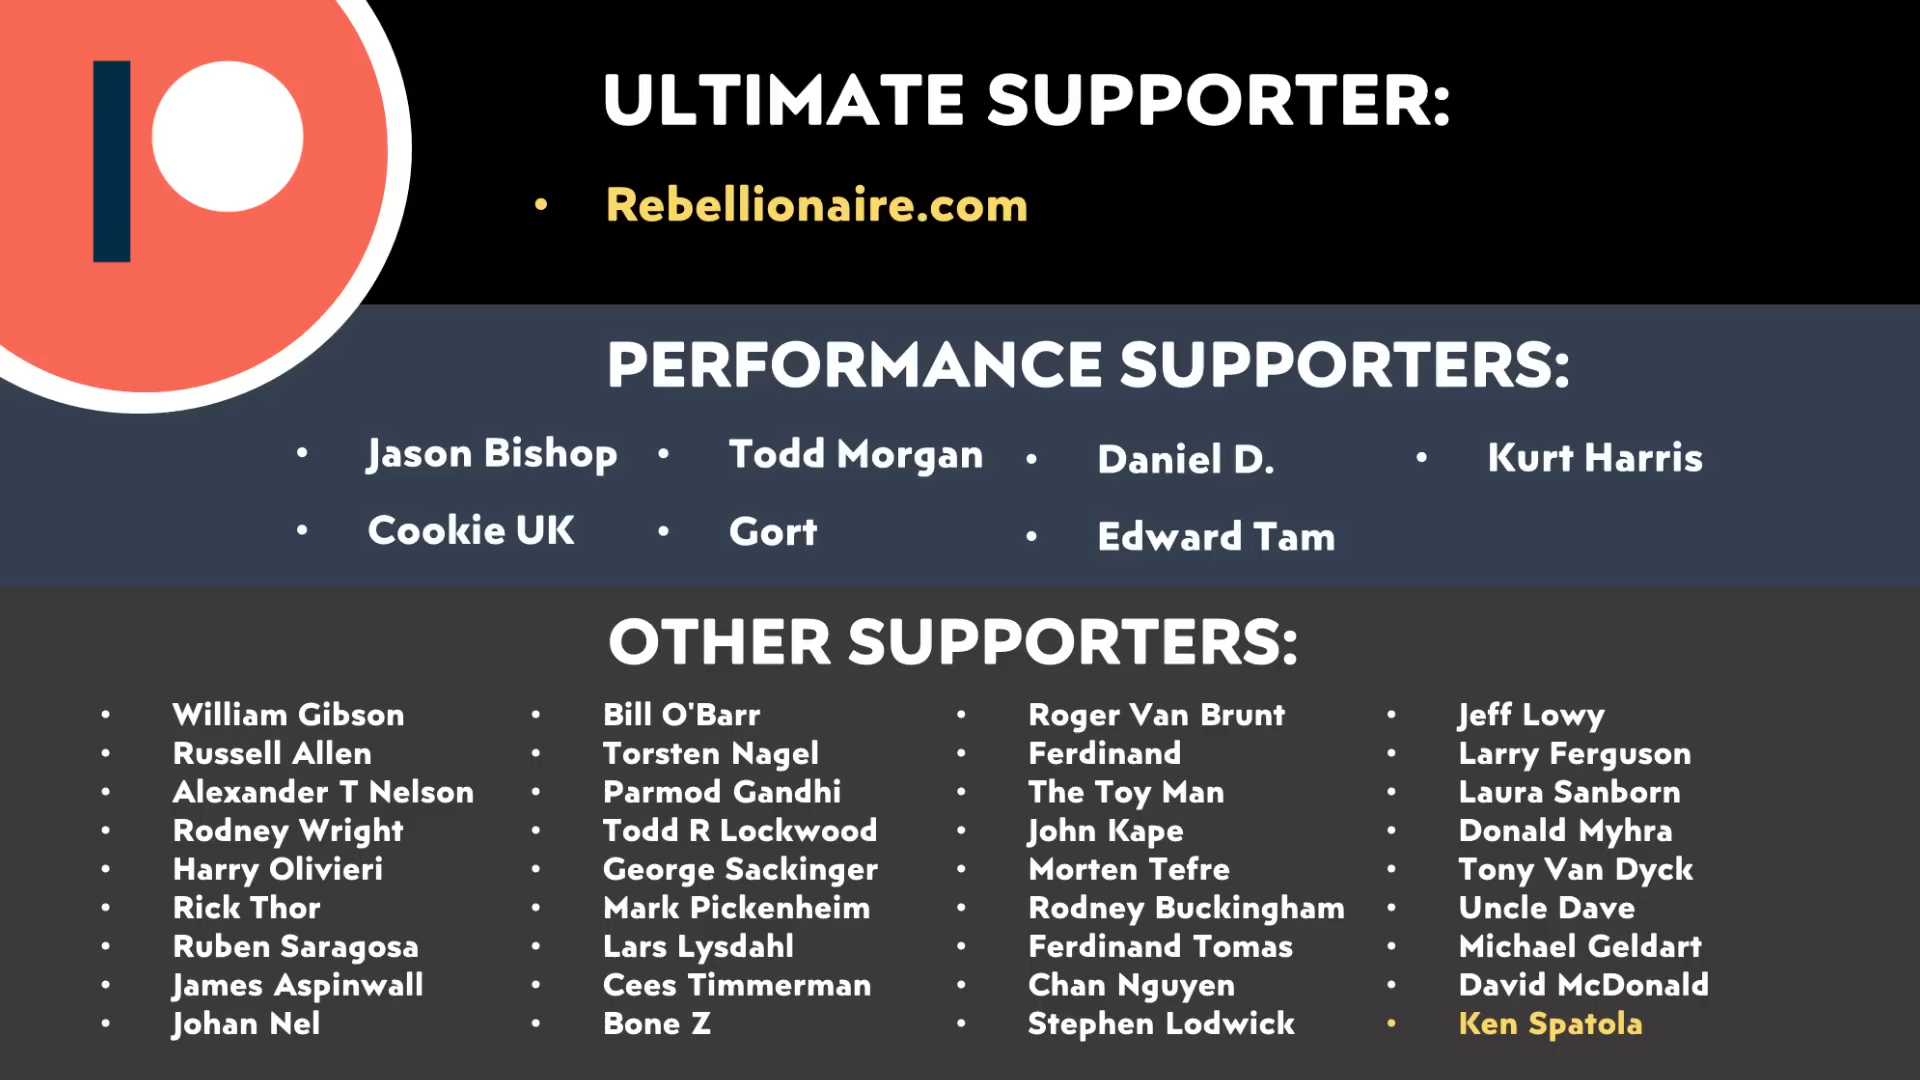 ULTIMATE SUPPORTER:
• Rebellionaire.com
PERFORMANCE SUPPORTERS:
• Jason Bishop
• Cookie UK
• Todd Morgan
• Gort
• Daniel D.
• Edward Tam
• Kurt Harris
OTHER SUPPORTERS:
• William Gibson
• Russell Allen
• Alexander T Nelson
• Rodney Wright
• Harry Olivieri
• Rick Thor
• Ruben Saragosa
• James Aspinwall
• Johan Nel
• Bill O'Barr
• Torsten Nagel
• Parmod Gandhi
• Todd R Lockwood
• George Sackinger
• Mark Pickenheim
• Lars Lysdahl
• Cees Timmerman
• Bone Z
• Roger Van Brunt
• Ferdinand
• The Toy Man
• John Kape
• Morten Tefre
• Rodney Buckingham
• Ferdinand Tomas
• Chan Nguyen
• Stephen Lodwick
• Jeff Lowy
• Larry Ferguson
• Laura Sanborn
• Donald Myhra
• Tony Van Dyck
• Uncle Dave
• Michael Geldart
• David McDonald
• Ken Spatola